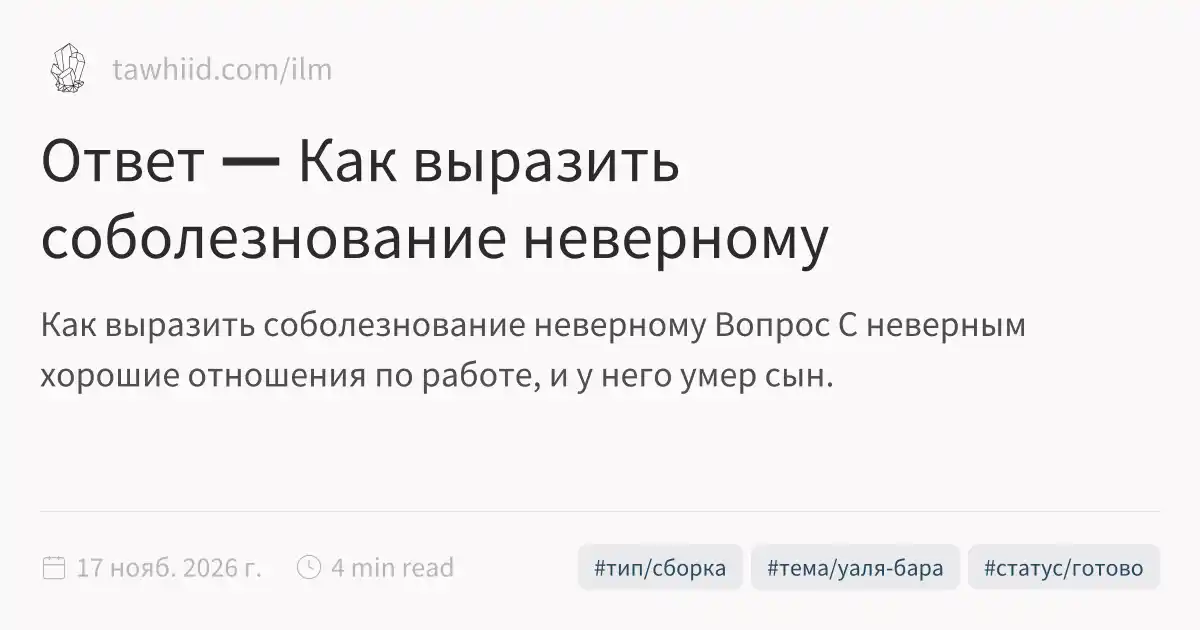 tawhiid.com/ilm
Ответ — Как выразить
соболезнование неверному
Как выразить соболезнование неверному Вопрос С неверным
хорошие отношения по работе, и у него умер сын.
17 нояб. 2026 г.
4 min read
#тип/сборка
#тема/уаля-бара
#статус/готово